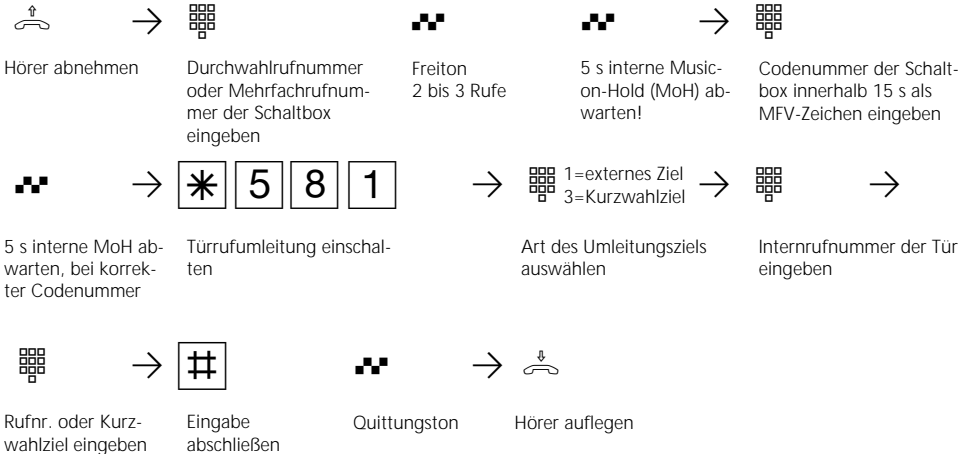 Hörer abnehmen
Durchwahlrufnummer
oder Mehrfachrufnum-
mer der Schaltbox
eingeben
Freiton
2 bis 3 Rufe
5 s interne Music-
on-Hold (MoH) ab-
warten!
Codenummer der Schalt-
box innerhalb 15 s als
MFV-Zeichen eingeben
* 5 8 1
1=externes Ziel
3=Kurzwahlziel
5 s interne MoH ab-
warten, bei korrek-
ter Codenummer
Türrufumleitung einschal-
ten
Art des Umleitungsziels
auswählen
Internrufnummer der Tür
eingeben
#
Rufnr. oder Kurz-
wahlziel eingeben
Eingabe
abschließen
Quittungston
Hörer auflegen